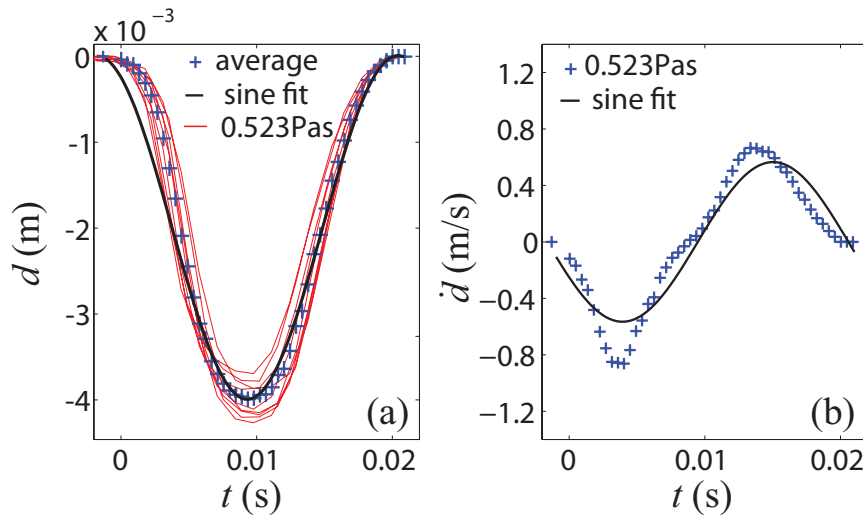 x 10⁻³
0
-1
-2
-3
-4
d (m)
+ average
sine fit
0.523Pas
(a)
0
0.01
0.02
t (s)
1.2
0.8
0.4
0
−0.4
−0.8
−1.2
ḋ (m/s)
+ 0.523Pas
sine fit
(b)
0
0.01
0.02
t (s)